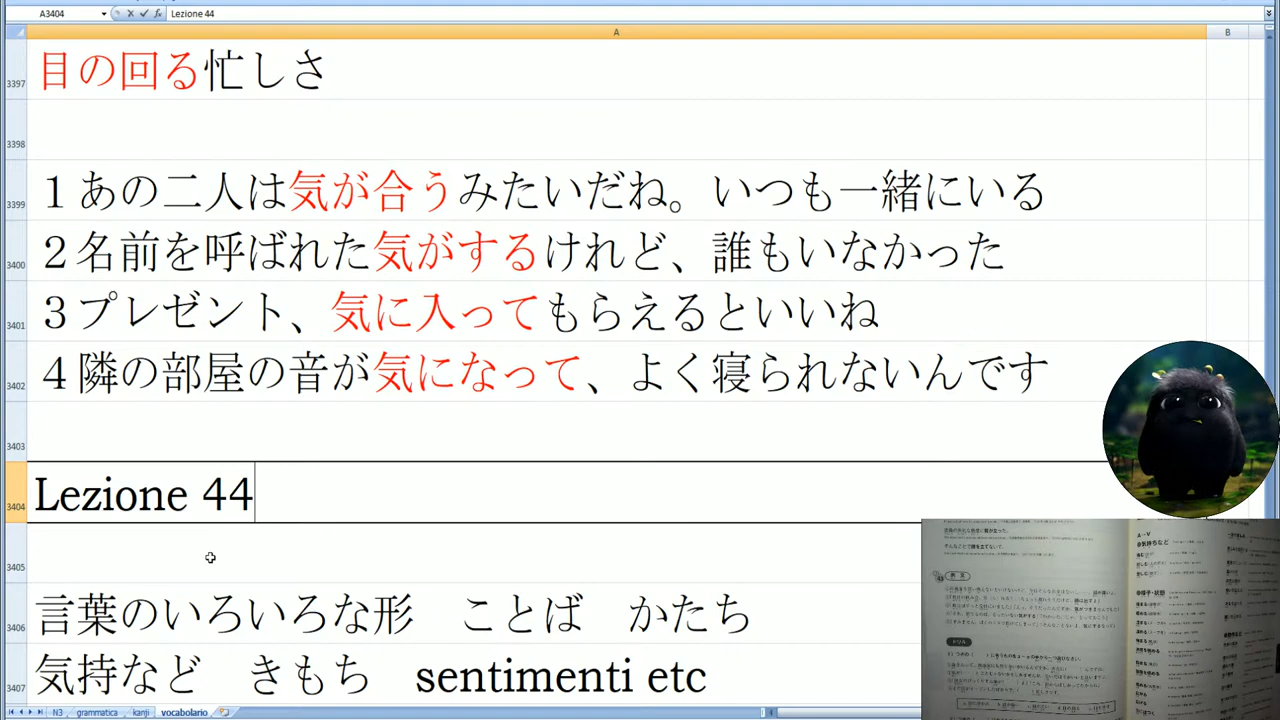 A3404 fx Lezione 44
A B
3397 目の回る忙しさ
3398
3399 １あの二人は気が合うみたいだね。いつも一緒にいる
3400 ２名前を呼ばれた気がするけれど、誰もいなかった
3401 ３プレゼント、気に入ってもらえるといいね
3402 ４隣の部屋の音が気になって、よく寝られないんです
3403
3404 Lezione 44
3405
3406 言葉のいろいろな形　ことば　かたち
3407 気持など　きもち　sentimenti etc
N3 grammatica kanji vocabolario